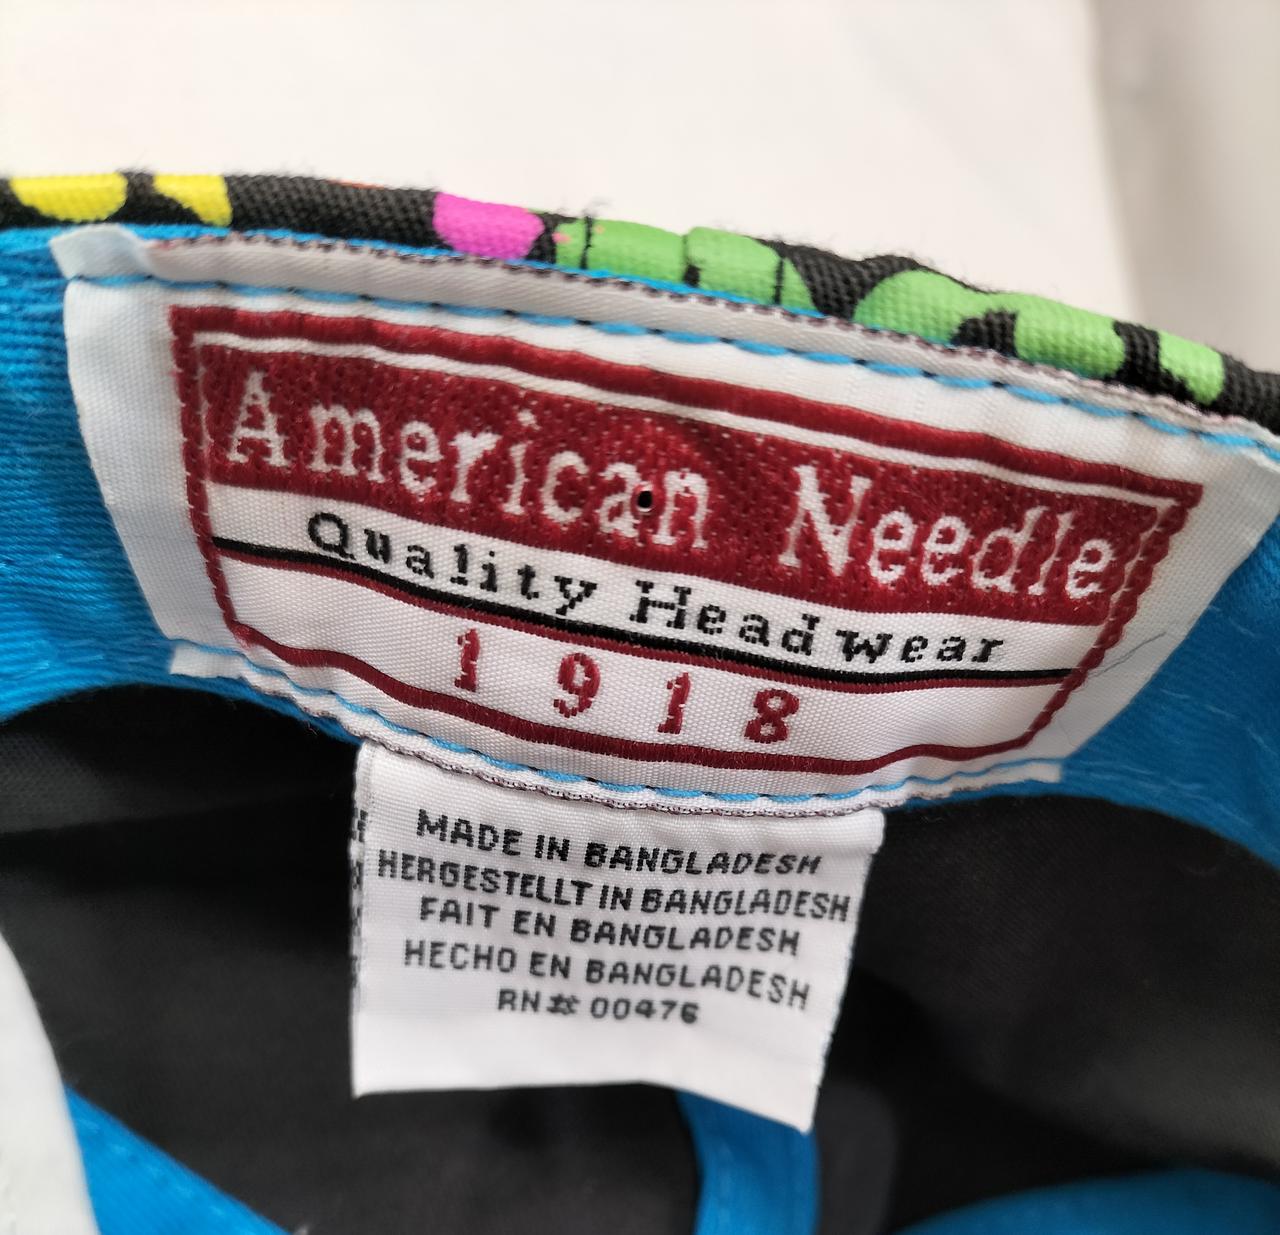 American Needle
Quality Headwear
1918
MADE IN BANGLADESH
HERGESTELLT IN BANGLADESH
FAIT EN BANGLADESH
HECHO EN BANGLADESH
RN# 00476